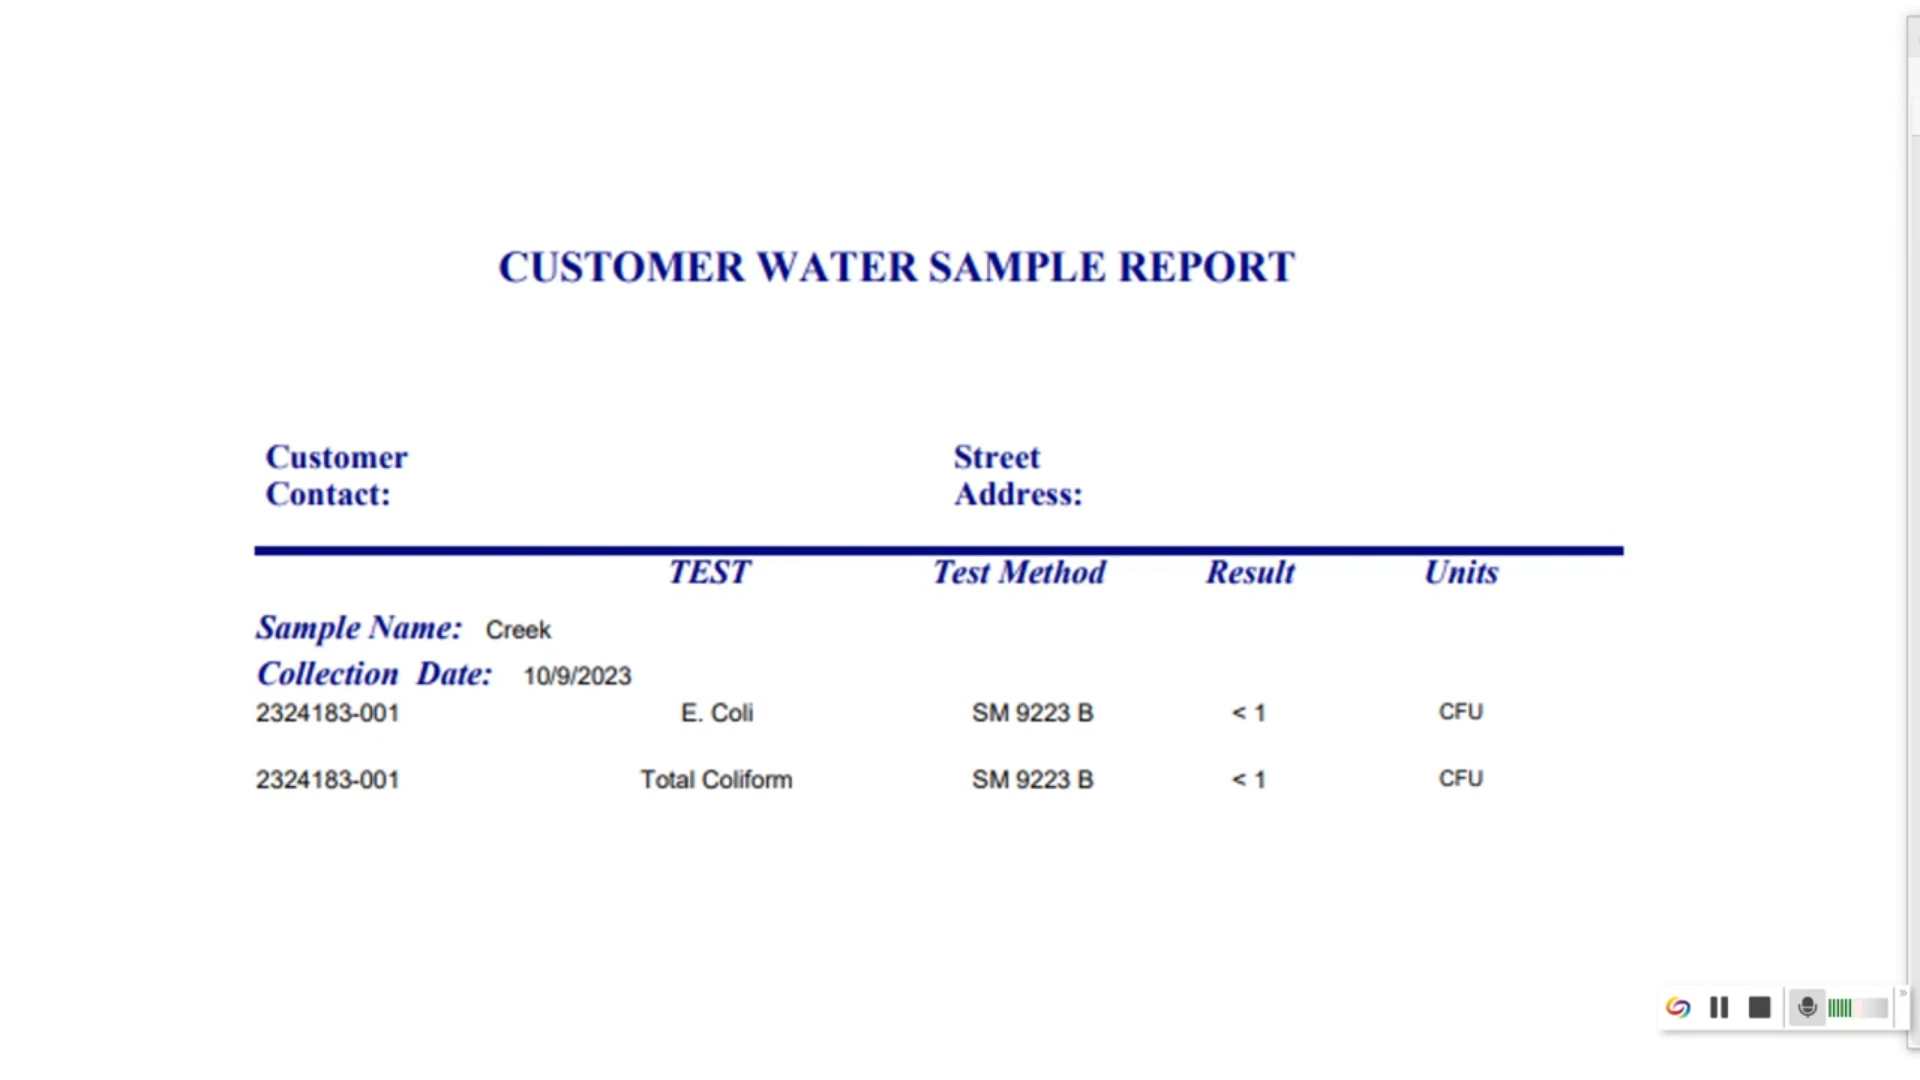 CUSTOMER WATER SAMPLE REPORT
Customer Contact:
Street Address:
TEST Test Method Result Units
Sample Name: Creek
Collection Date: 10/9/2023
2324183-001 E. Coli SM 9223 B < 1 CFU
2324183-001 Total Coliform SM 9223 B < 1 CFU